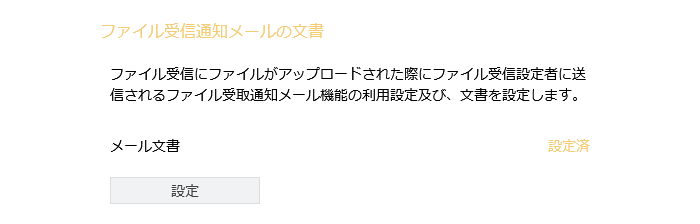 ファイル受信通知メールの文書
ファイル受信にファイルがアップロードされた際にファイル受信設定者に送
信されるファイル受取通知メール機能の利用設定及び、文書を設定します。
メール文書 設定済
設定